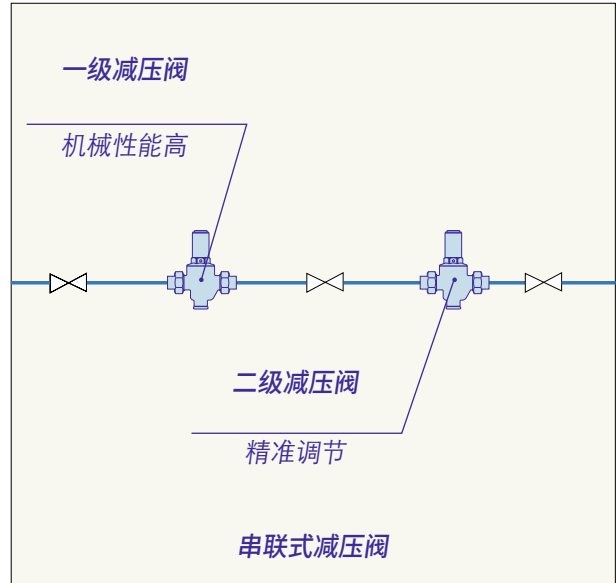 一级减压阀
机械性能高
二级减压阀
精准调节
串联式减压阀